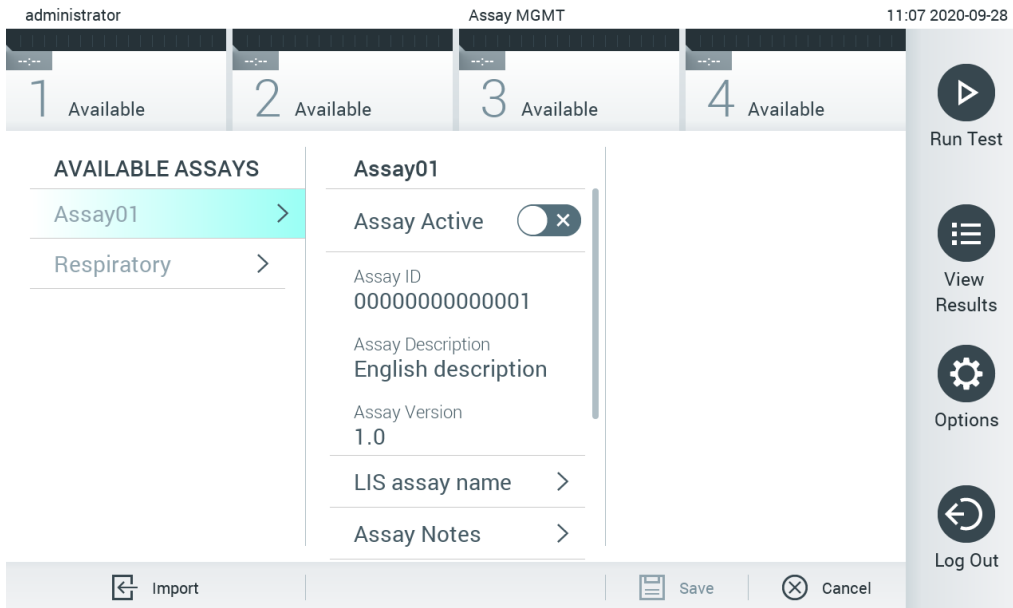 administrator
Assay MGMT
11:07 2020-09-28
--:--
1 Available
--:--
2 Available
--:--
3 Available
--:--
4 Available
AVAILABLE ASSAYS
Assay01
Respiratory
Assay01
Assay Active
Assay ID
00000000000001
Assay Description
English description
Assay Version
1.0
LIS assay name
Assay Notes
Run Test
View
Results
Options
Log Out
Import
Save
Cancel